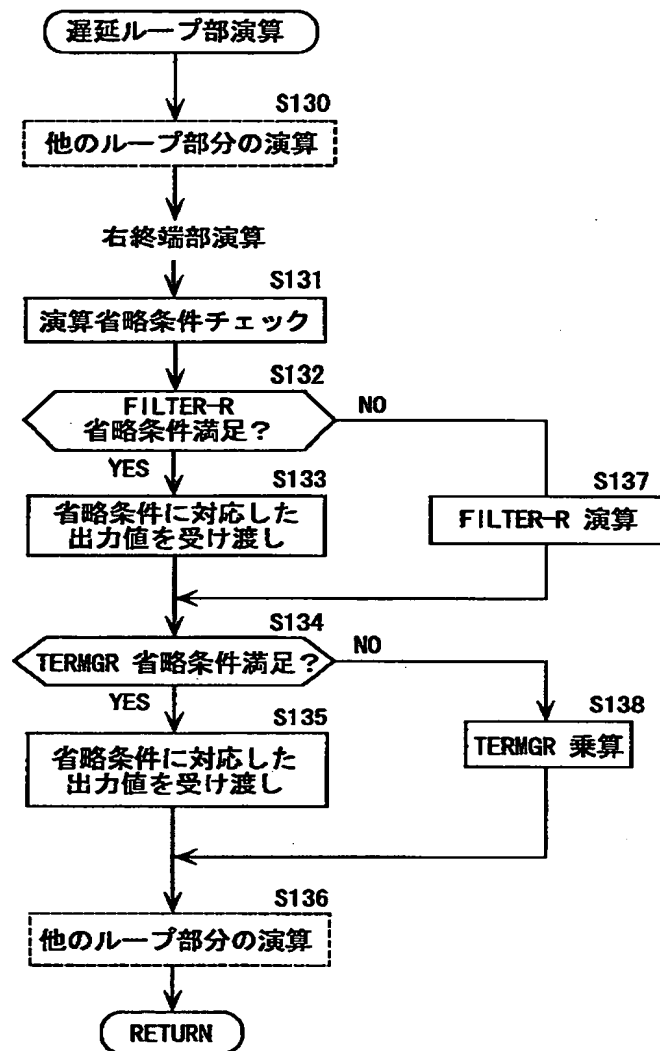 遅延ループ部演算
S130
他のループ部分の演算
右終端部演算
S131
演算省略条件チェック
S132
FILTER-R
省略条件満足？
NO
YES
S133
省略条件に対応した
出力値を受け渡し
S137
FILTER-R 演算
S134
TERMGR 省略条件満足？
NO
YES
S135
省略条件に対応した
出力値を受け渡し
S138
TERMGR 乗算
S136
他のループ部分の演算
RETURN